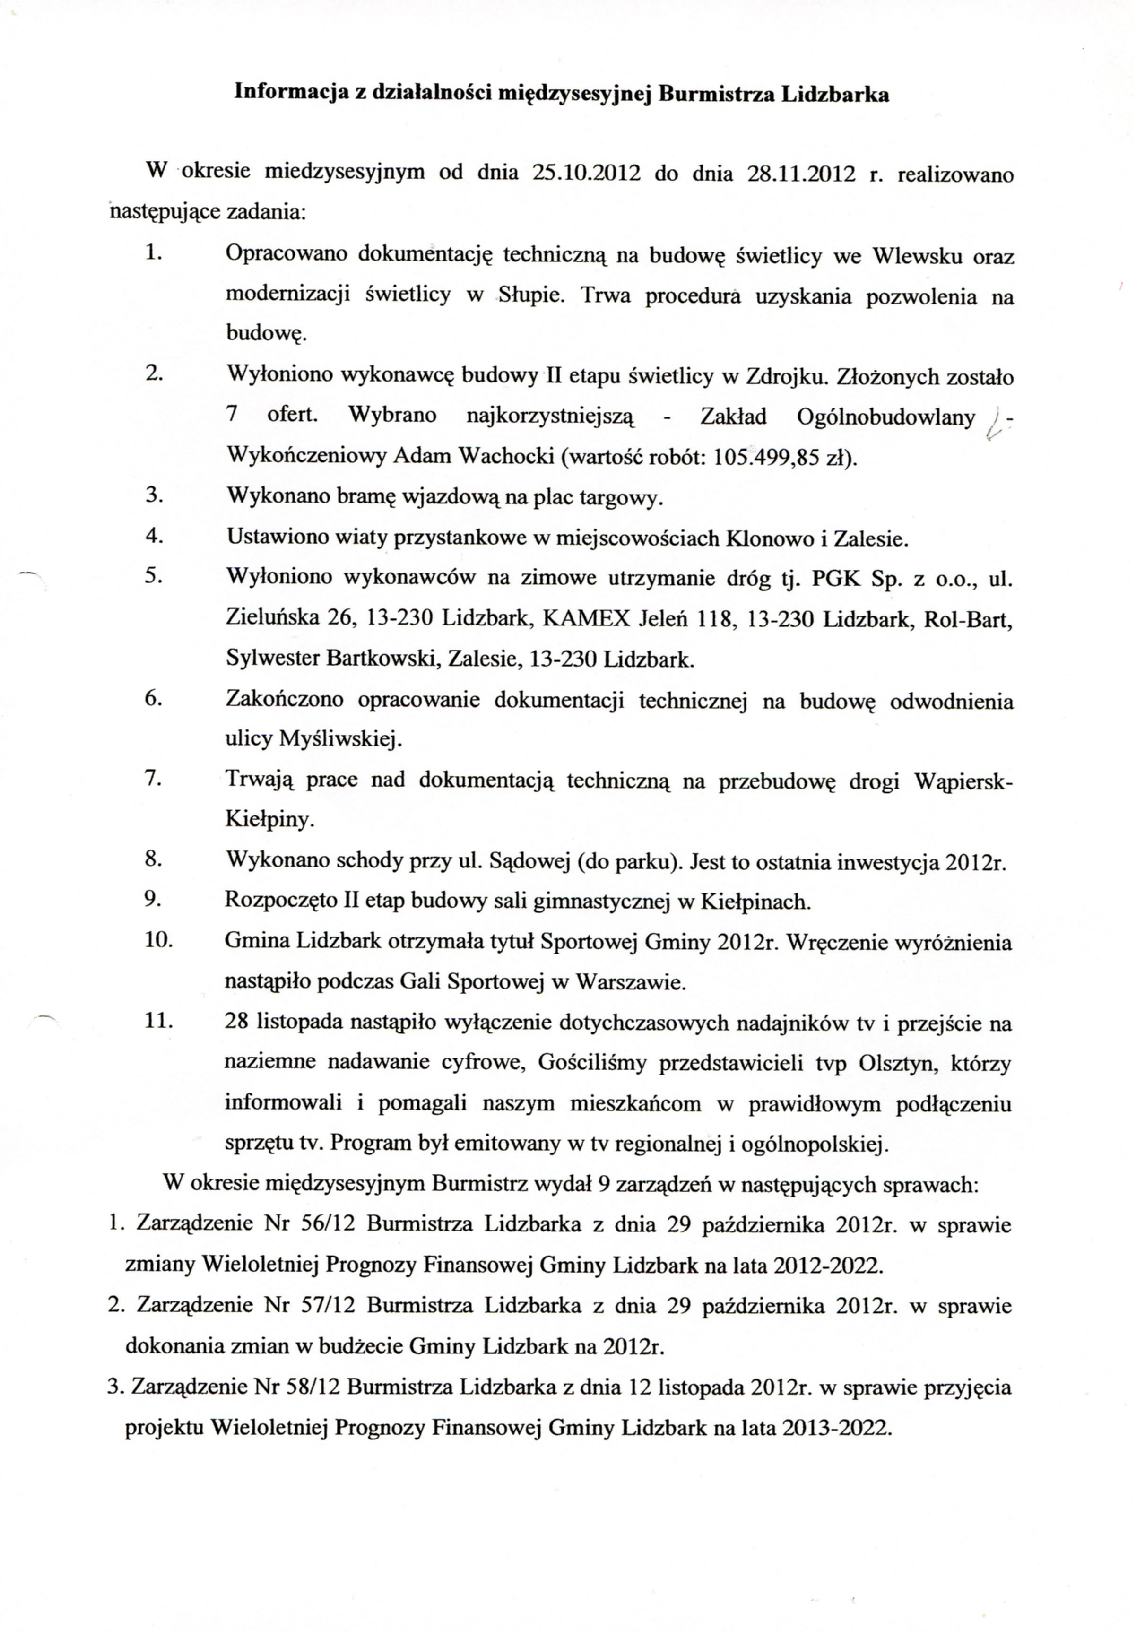 Informacja z działalności międzysesyjnej Burmistrza Lidzbarka
W okresie miedzysesyjnym od dnia 25.10.2012 do dnia 28.11.2012 r. realizowano
następujące zadania:
1. Opracowano dokumentację techniczną na budowę świetlicy we Wlewsku oraz
modernizacji świetlicy w Słupie. Trwa procedura uzyskania pozwolenia na
budowę.
2. Wyłoniono wykonawcę budowy II etapu świetlicy w Zdrojku. Złożonych zostało
7 ofert. Wybrano najkorzystniejszą - Zakład Ogólnobudowlany -
Wykończeniowy Adam Wachocki (wartość robót: 105.499,85 zł).
3. Wykonano bramę wjazdową na plac targowy.
4. Ustawiono wiaty przystankowe w miejscowościach Klonowo i Zalesie.
5. Wyłoniono wykonawców na zimowe utrzymanie dróg tj. PGK Sp. z o.o., ul.
Zieluńska 26, 13-230 Lidzbark, KAMEX Jeleń 118, 13-230 Lidzbark, Rol-Bart,
Sylwester Bartkowski, Zalesie, 13-230 Lidzbark.
6. Zakończono opracowanie dokumentacji technicznej na budowę odwodnienia
ulicy Myśliwskiej.
7. Trwają prace nad dokumentacją techniczną na przebudowę drogi Wąpiersk-
Kiełpiny.
8. Wykonano schody przy ul. Sądowej (do parku). Jest to ostatnia inwestycja 2012r.
9. Rozpoczęto II etap budowy sali gimnastycznej w Kiełpinach.
10. Gmina Lidzbark otrzymała tytuł Sportowej Gminy 2012r. Wręczenie wyróżnienia
nastąpiło podczas Gali Sportowej w Warszawie.
11. 28 listopada nastąpiło wyłączenie dotychczasowych nadajników tv i przejście na
naziemne nadawanie cyfrowe, Gościliśmy przedstawicieli tvp Olsztyn, którzy
informowali i pomagali naszym mieszkańcom w prawidłowym podłączeniu
sprzętu tv. Program był emitowany w tv regionalnej i ogólnopolskiej.
W okresie międzysesyjnym Burmistrz wydał 9 zarządzeń w następujących sprawach:
1. Zarządzenie Nr 56/12 Burmistrza Lidzbarka z dnia 29 października 2012r. w sprawie
zmiany Wieloletniej Prognozy Finansowej Gminy Lidzbark na lata 2012-2022.
2. Zarządzenie Nr 57/12 Burmistrza Lidzbarka z dnia 29 października 2012r. w sprawie
dokonania zmian w budżecie Gminy Lidzbark na 2012r.
3. Zarządzenie Nr 58/12 Burmistrza Lidzbarka z dnia 12 listopada 2012r. w sprawie przyjęcia
projektu Wieloletniej Prognozy Finansowej Gminy Lidzbark na lata 2013-2022.